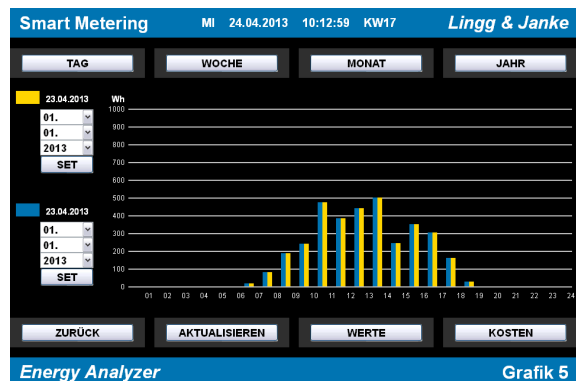 Smart Metering MI 24.04.2013 10:12:59 KW17 Lingg & Janke
TAG WOCHE MONAT JAHR
23.04.2013 Wh
01.
01.
2013
SET
23.04.2013
01.
01.
2013
SET
1000
900
800
700
600
500
400
300
200
100
0
01 02 03 04 05 06 07 08 09 10 11 12 13 14 15 16 17 18 19 20 21 22 23 24
ZURÜCK AKTUALISIEREN WERTE KOSTEN
Energy Analyzer Grafik 5